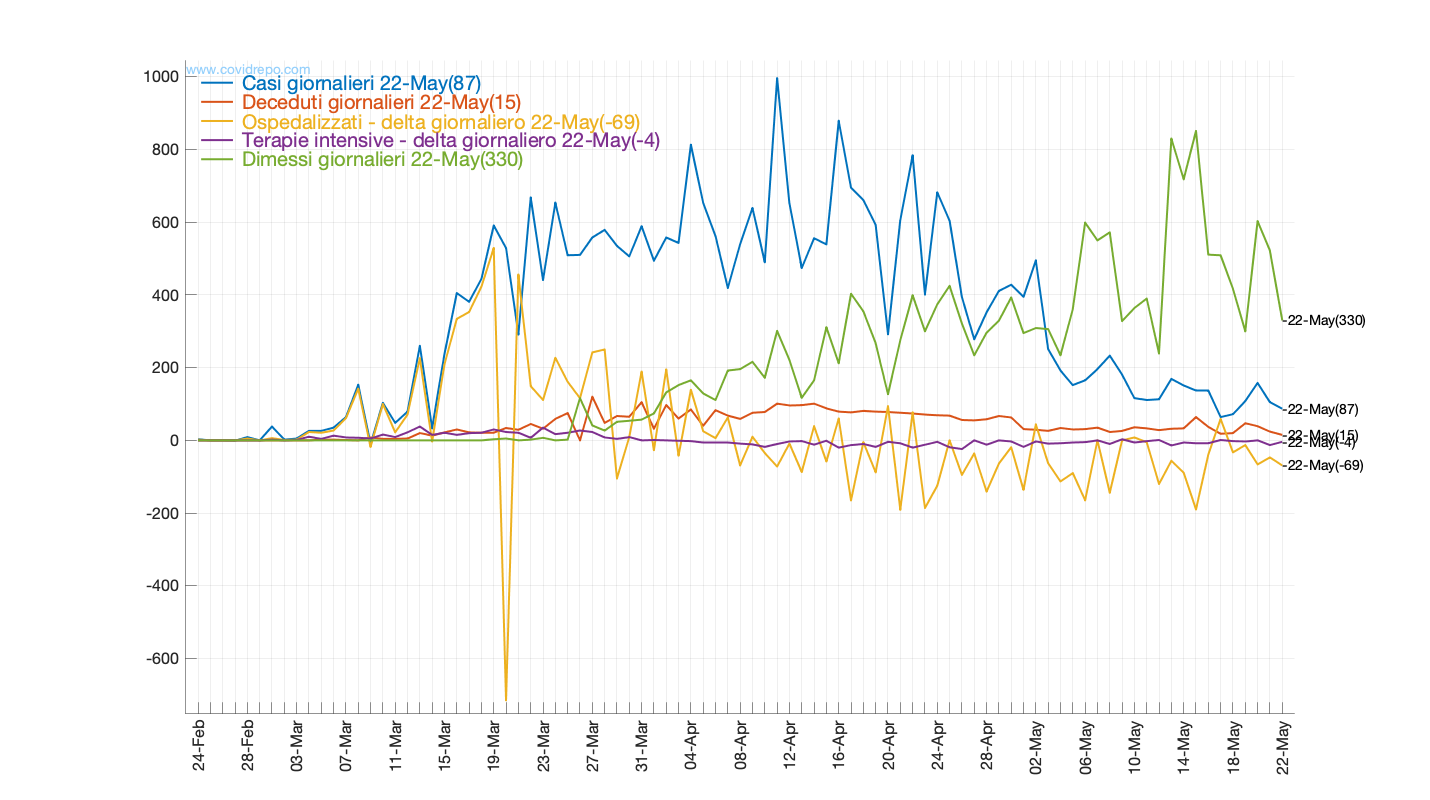 www.covidrepo.com
Casi giornalieri 22-May(87)
Deceduti giornalieri 22-May(15)
Ospedalizzati - delta giornaliero 22-May(-69)
Terapie intensive - delta giornaliero 22-May(-4)
Dimessi giornalieri 22-May(330)
1000
800
600
400
200
0
-200
-400
-600
22-May(330)
22-May(87)
22-May(15)
22-May(-4)
22-May(-69)
24-Feb
28-Feb
03-Mar
07-Mar
11-Mar
15-Mar
19-Mar
23-Mar
27-Mar
31-Mar
04-Apr
08-Apr
12-Apr
16-Apr
20-Apr
24-Apr
28-Apr
02-May
06-May
10-May
14-May
18-May
22-May